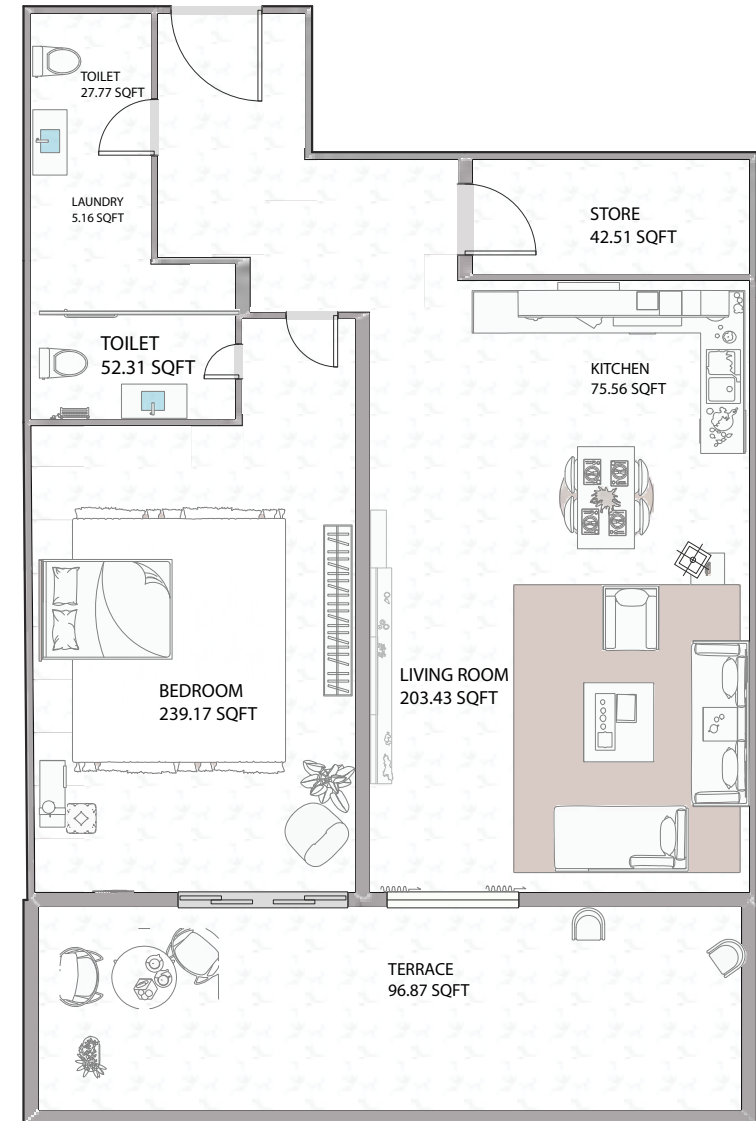 TOILET
27.77 SQFT
LAUNDRY
5.16 SQFT
STORE
42.51 SQFT
TOILET
52.31 SQFT
KITCHEN
75.56 SQFT
BEDROOM
239.17 SQFT
LIVING ROOM
203.43 SQFT
TERRACE
96.87 SQFT